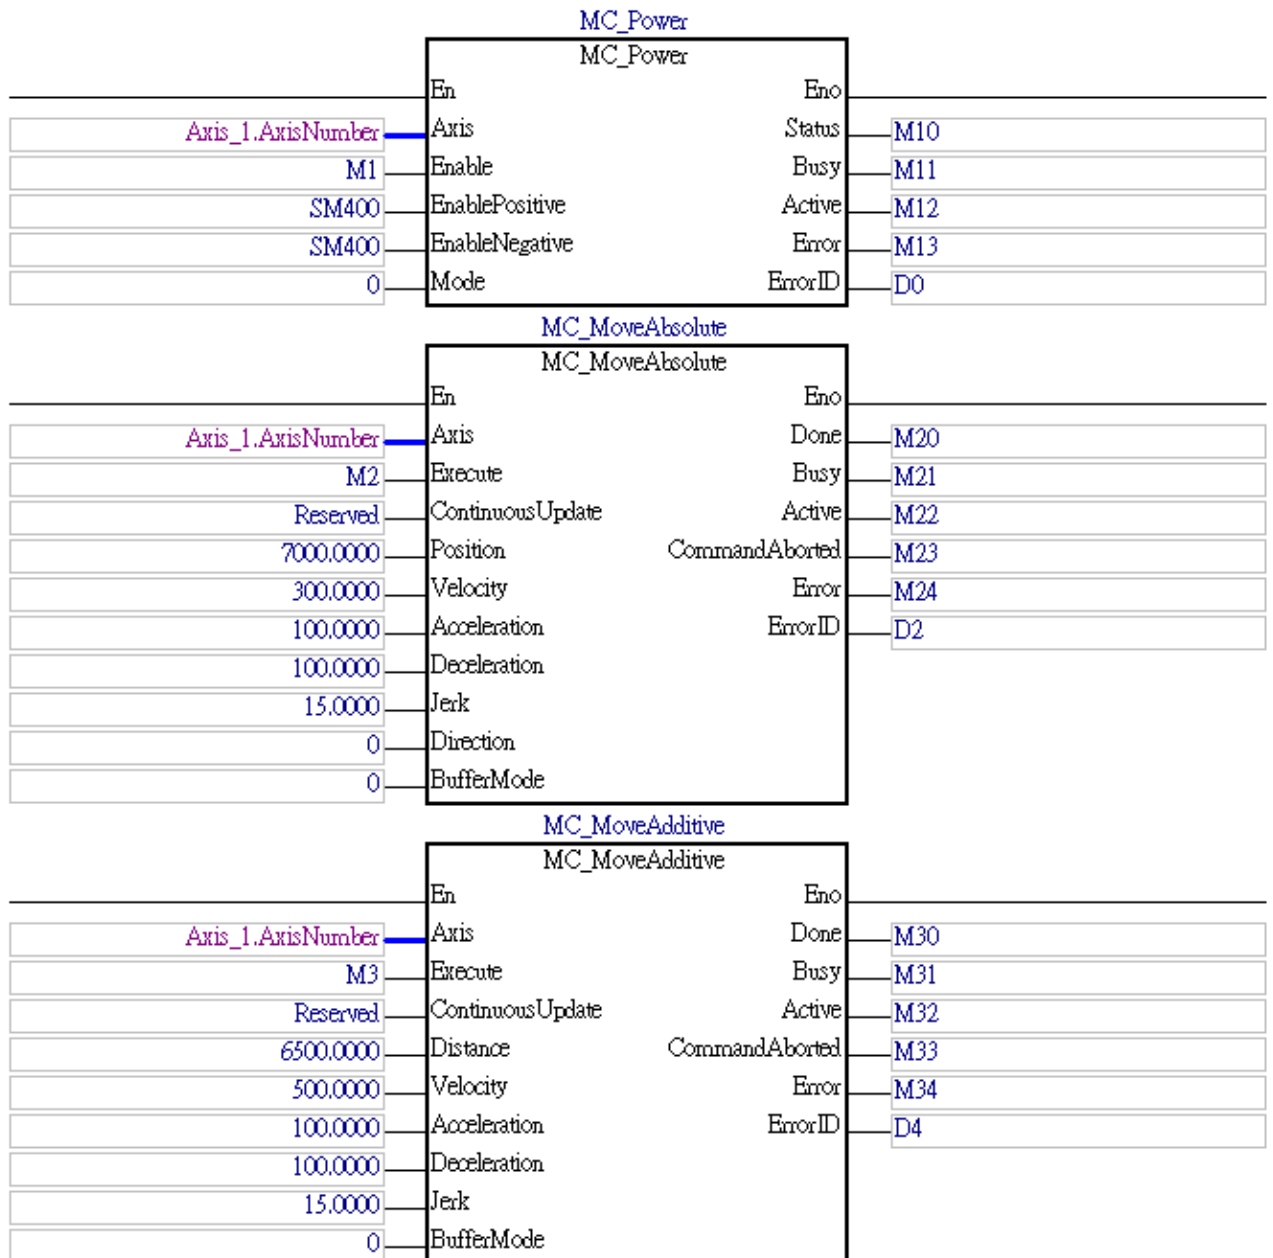 MC_Power
MC_Power
En Eno
Axis_1.AxisNumber Axis Status M10
M1 Enable Busy M11
SM400 EnablePositive Active M12
SM400 EnableNegative Error M13
0 Mode ErrorID D0
MC_MoveAbsolute
MC_MoveAbsolute
En Eno
Axis_1.AxisNumber Axis Done M20
M2 Execute Busy M21
Reserved ContinuousUpdate Active M22
7000.0000 Position CommandAborted M23
300.0000 Velocity Error M24
100.0000 Acceleration ErrorID D2
100.0000 Deceleration
15.0000 Jerk
0 Direction
0 BufferMode
MC_MoveAdditive
MC_MoveAdditive
En Eno
Axis_1.AxisNumber Axis Done M30
M3 Execute Busy M31
Reserved ContinuousUpdate Active M32
6500.0000 Distance CommandAborted M33
500.0000 Velocity Error M34
100.0000 Acceleration ErrorID D4
100.0000 Deceleration
15.0000 Jerk
0 BufferMode